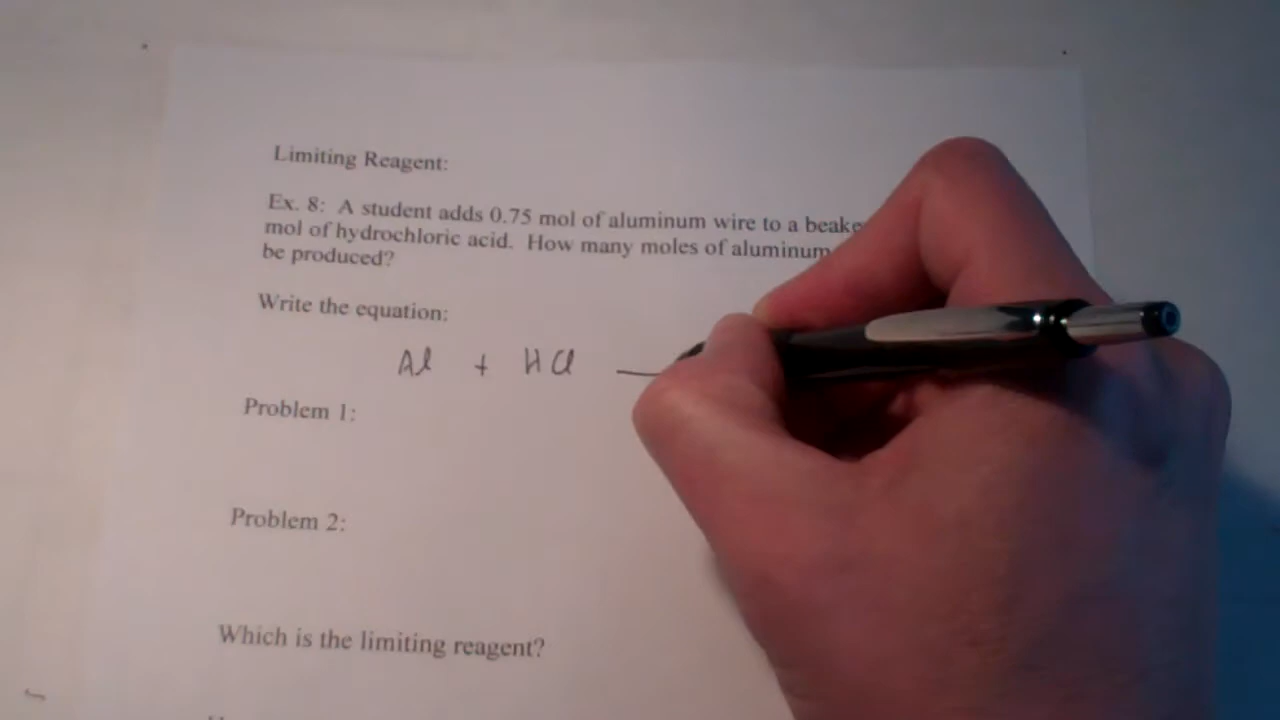 Limiting Reagent:
Ex. 8: A student adds 0.75 mol of aluminum wire to a
mol of hydrochloric acid. How many moles of aluminum
be produced?
Write the equation:
Al + HCl
Problem 1:
Problem 2:
Which is the limiting reagent?